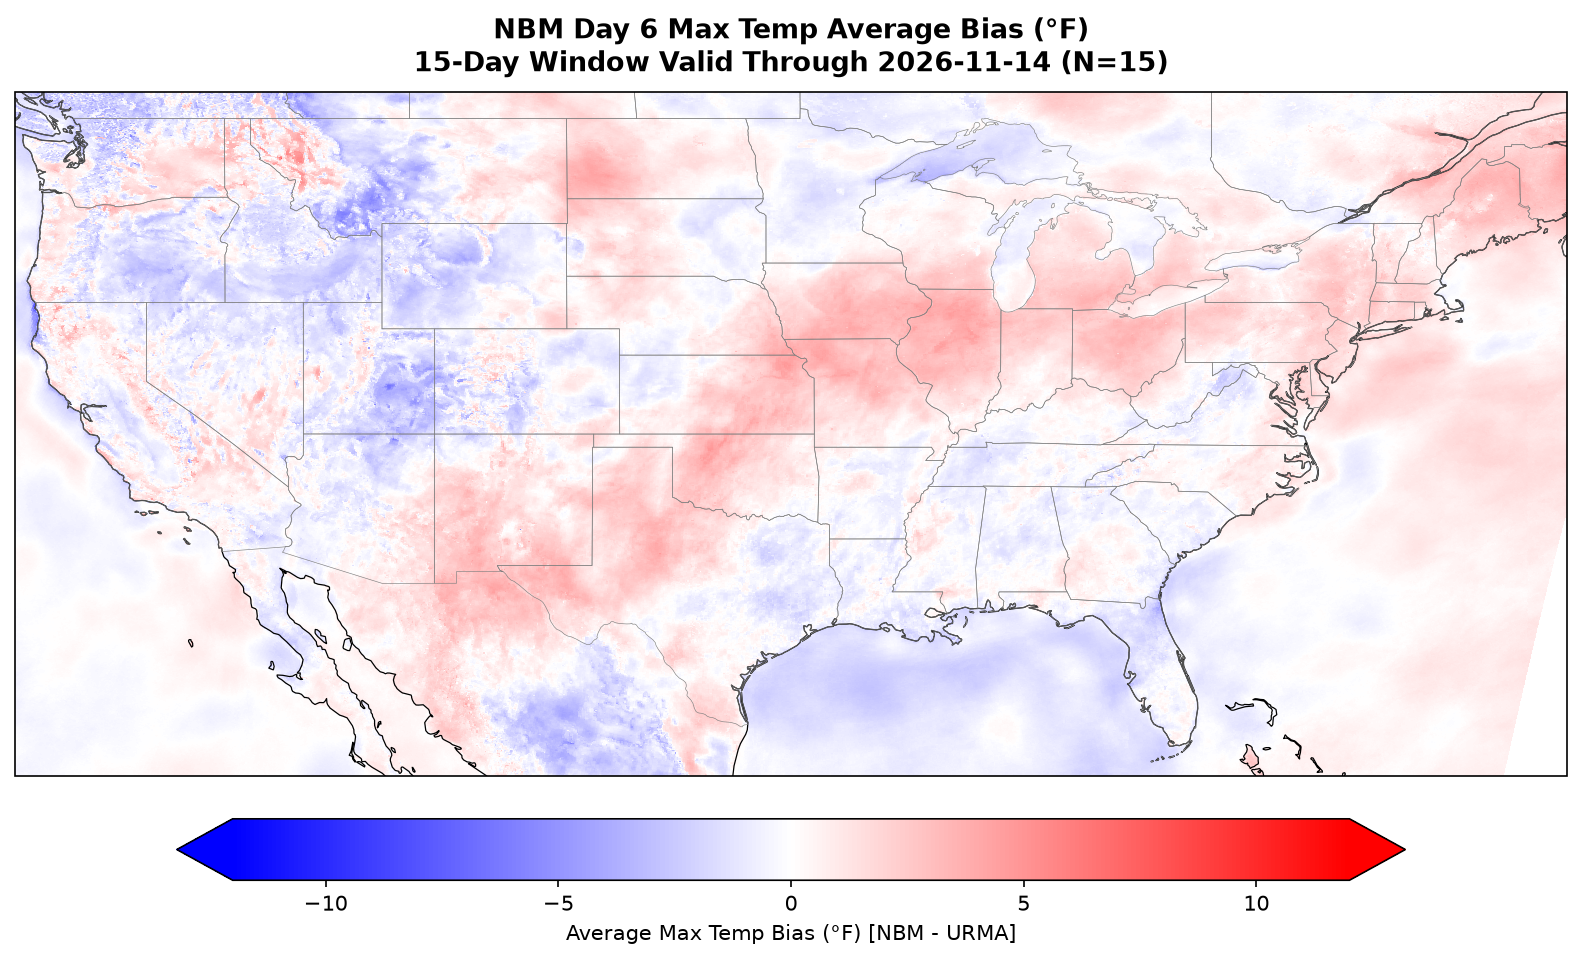 NBM Day 6 Max Temp Average Bias (°F)
15-Day Window Valid Through 2026-11-14 (N=15)
−10 −5 0 5 10
Average Max Temp Bias (°F) [NBM - URMA]